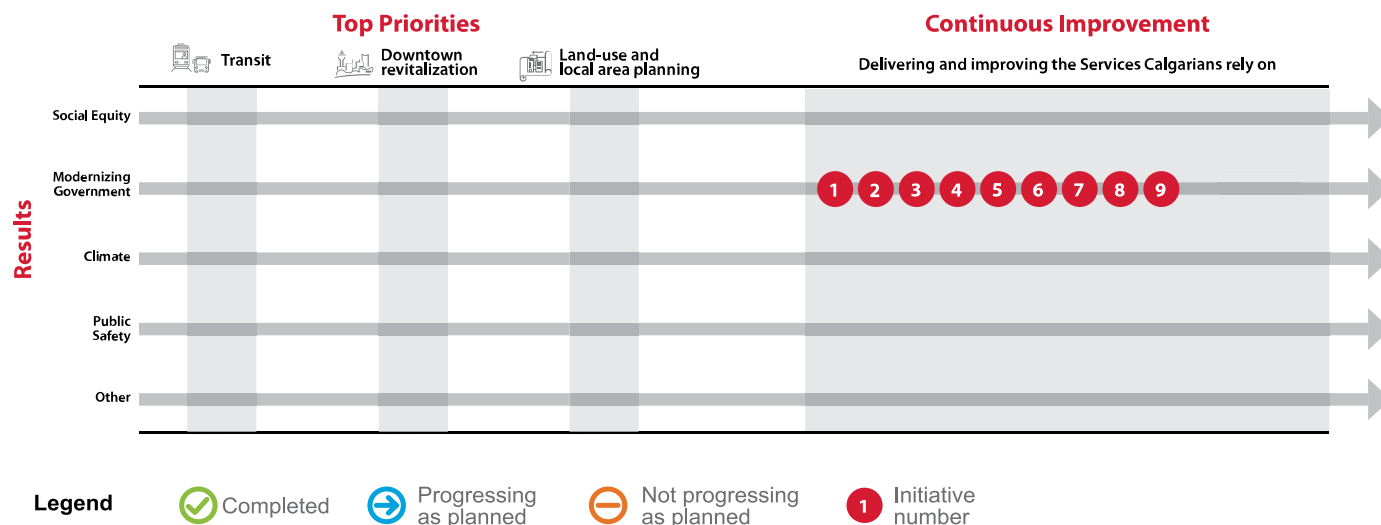 Top Priorities
Continuous Improvement
Transit
Downtown
revitalization
Land-use and
local area planning
Delivering and improving the Services Calgarians rely on
Results
Social Equity
Modernizing
Government
1 2 3 4 5 6 7 8 9
Climate
Public
Safety
Other
Legend
Completed
Progressing
as planned
Not progressing
as planned
1
Initiative
number